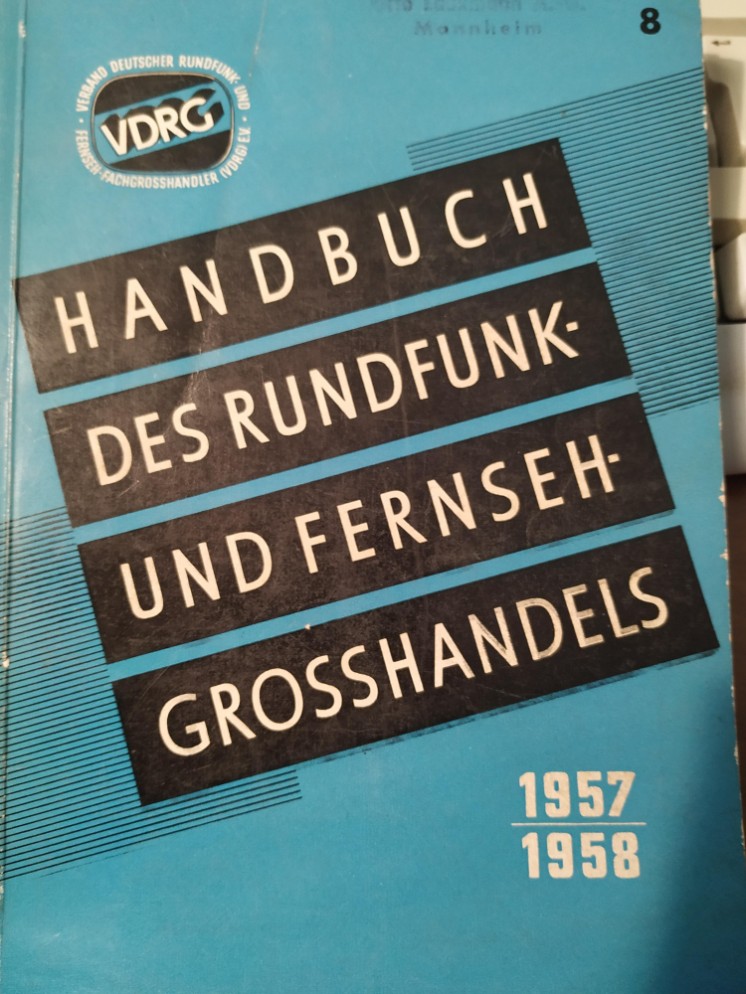 Mannheim
8
VERBAND DEUTSCHER RUNDFUNK- UND
FERNSEH-FACHGROSSHÄNDLER (VDRG) E.V.
VDRG
HANDBUCH
DES RUNDFUNK-
UND FERNSEH-
GROSSHANDELS
1957
1958